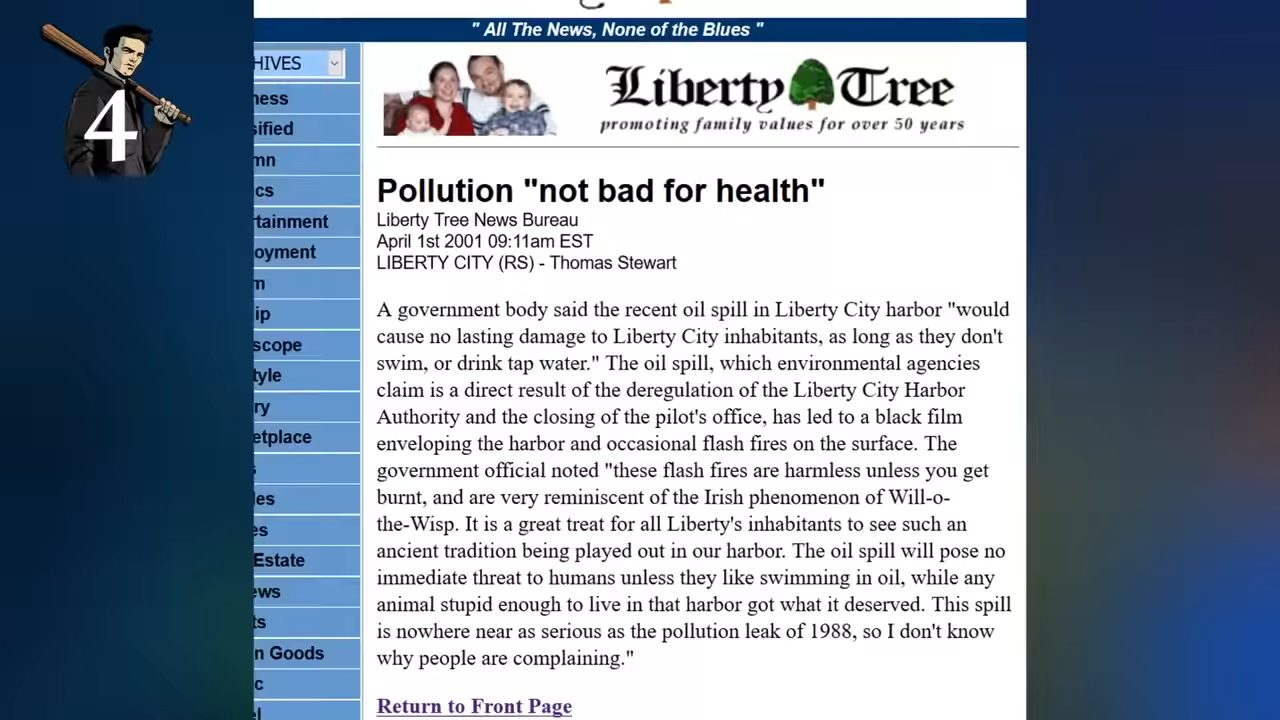 " All The News, None of the Blues "
4
HIVES
ness
sified
mn
cs
rtainment
oyment
m
ip
scope
tyle
ry
etplace
s
les
es
Estate
ews
ts
n Goods
c
el
Liberty Tree
promoting family values for over 50 years
Pollution "not bad for health"
Liberty Tree News Bureau
April 1st 2001 09:11am EST
LIBERTY CITY (RS) - Thomas Stewart
A government body said the recent oil spill in Liberty City harbor "would
cause no lasting damage to Liberty City inhabitants, as long as they don't
swim, or drink tap water." The oil spill, which environmental agencies
claim is a direct result of the deregulation of the Liberty City Harbor
Authority and the closing of the pilot's office, has led to a black film
enveloping the harbor and occasional flash fires on the surface. The
government official noted "these flash fires are harmless unless you get
burnt, and are very reminiscent of the Irish phenomenon of Will-o-
the-Wisp. It is a great treat for all Liberty's inhabitants to see such an
ancient tradition being played out in our harbor. The oil spill will pose no
immediate threat to humans unless they like swimming in oil, while any
animal stupid enough to live in that harbor got what it deserved. This spill
is nowhere near as serious as the pollution leak of 1988, so I don't know
why people are complaining."
Return to Front Page